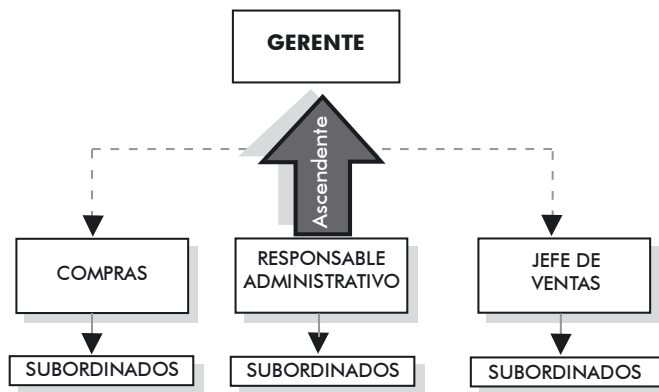 GERENTE
Ascendente
COMPRAS
RESPONSABLE
ADMINISTRATIVO
JEFE DE
VENTAS
SUBORDINADOS
SUBORDINADOS
SUBORDINADOS